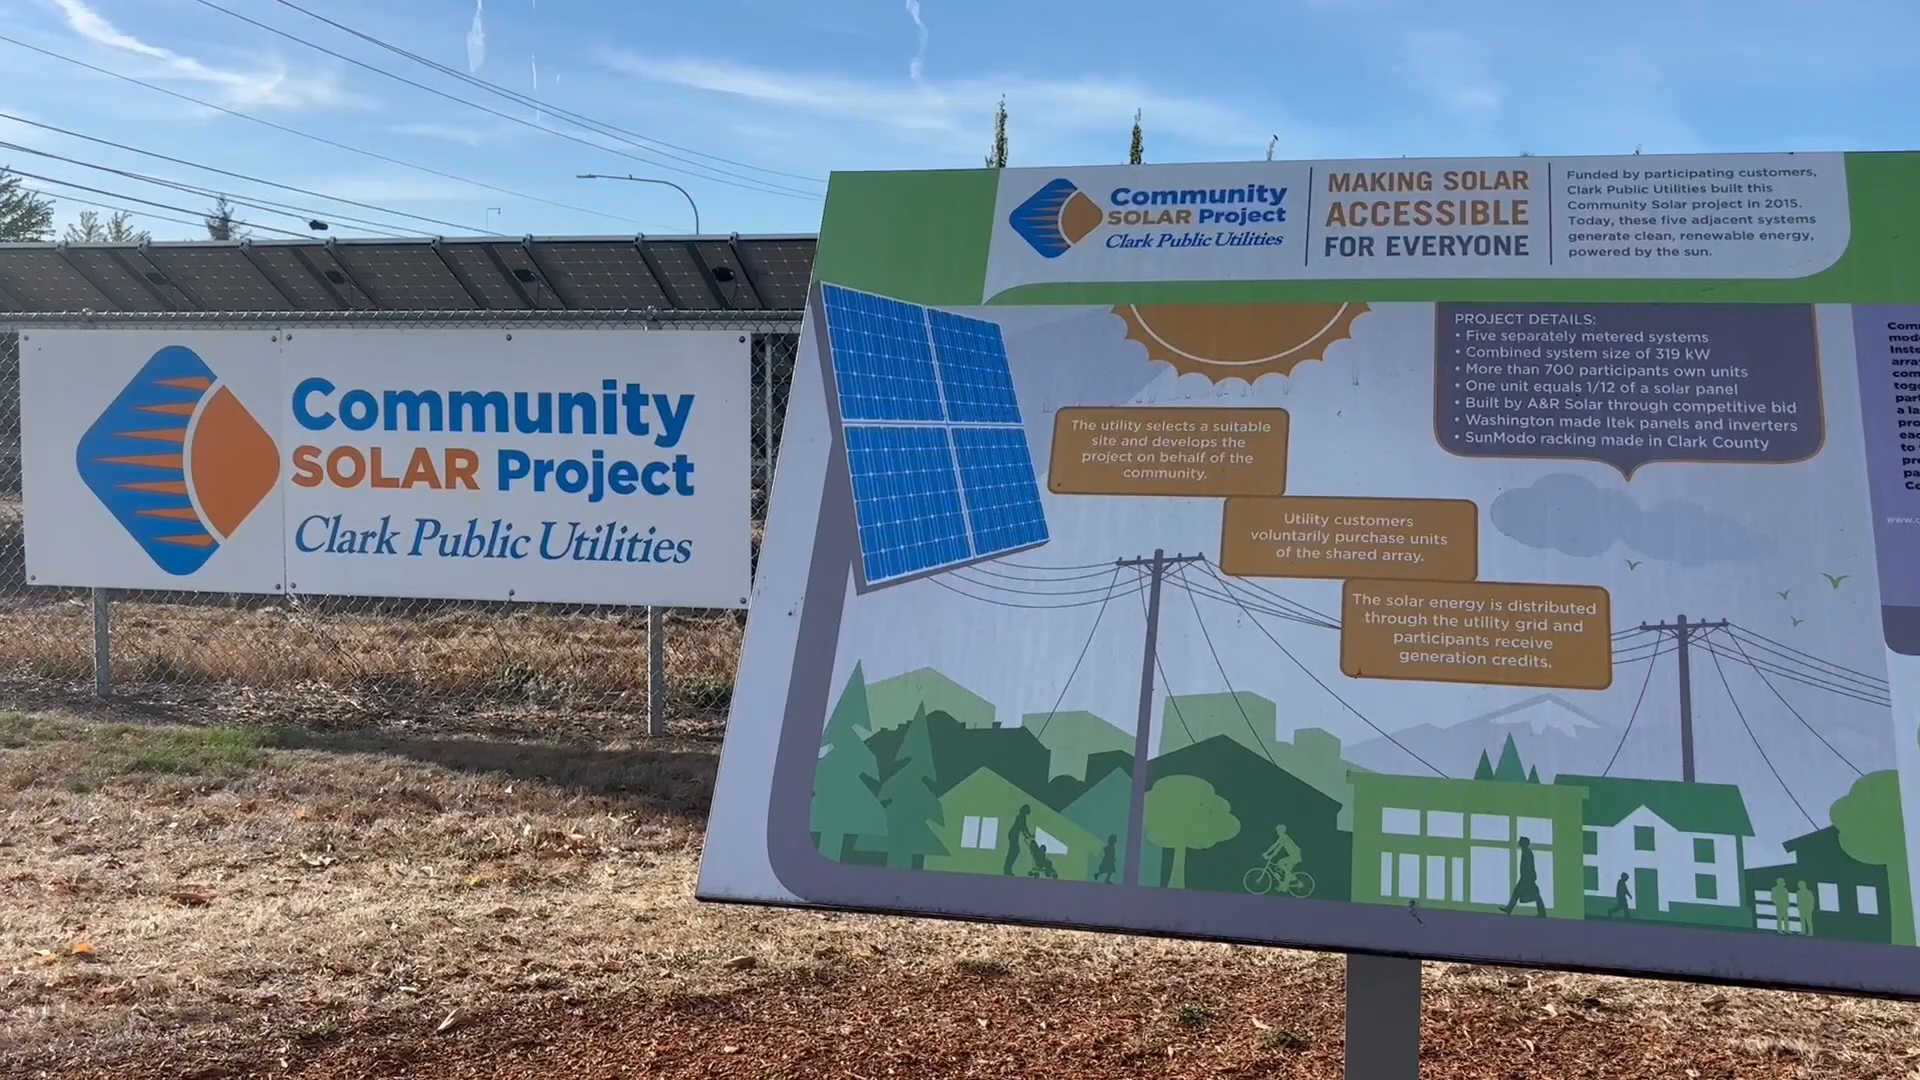 Community
SOLAR Project
Clark Public Utilities
Community
SOLAR Project
Clark Public Utilities
MAKING SOLAR
ACCESSIBLE
FOR EVERYONE
Funded by participating customers,
Clark Public Utilities built this
Community Solar project in 2015.
Today, these five adjacent systems
generate clean, renewable energy,
powered by the sun.
PROJECT DETAILS:
• Five separately metered systems
• Combined system size of 319 kW
• More than 700 participants own units
• One unit equals 1/12 of a solar panel
• Built by A&R Solar through competitive bid
• Washington made Itek panels and inverters
• SunModo racking made in Clark County
The utility selects a suitable
site and develops the
project on behalf of the
community.
Utility customers
voluntarily purchase units
of the shared array.
The solar energy is distributed
through the utility grid and
participants receive
generation credits.